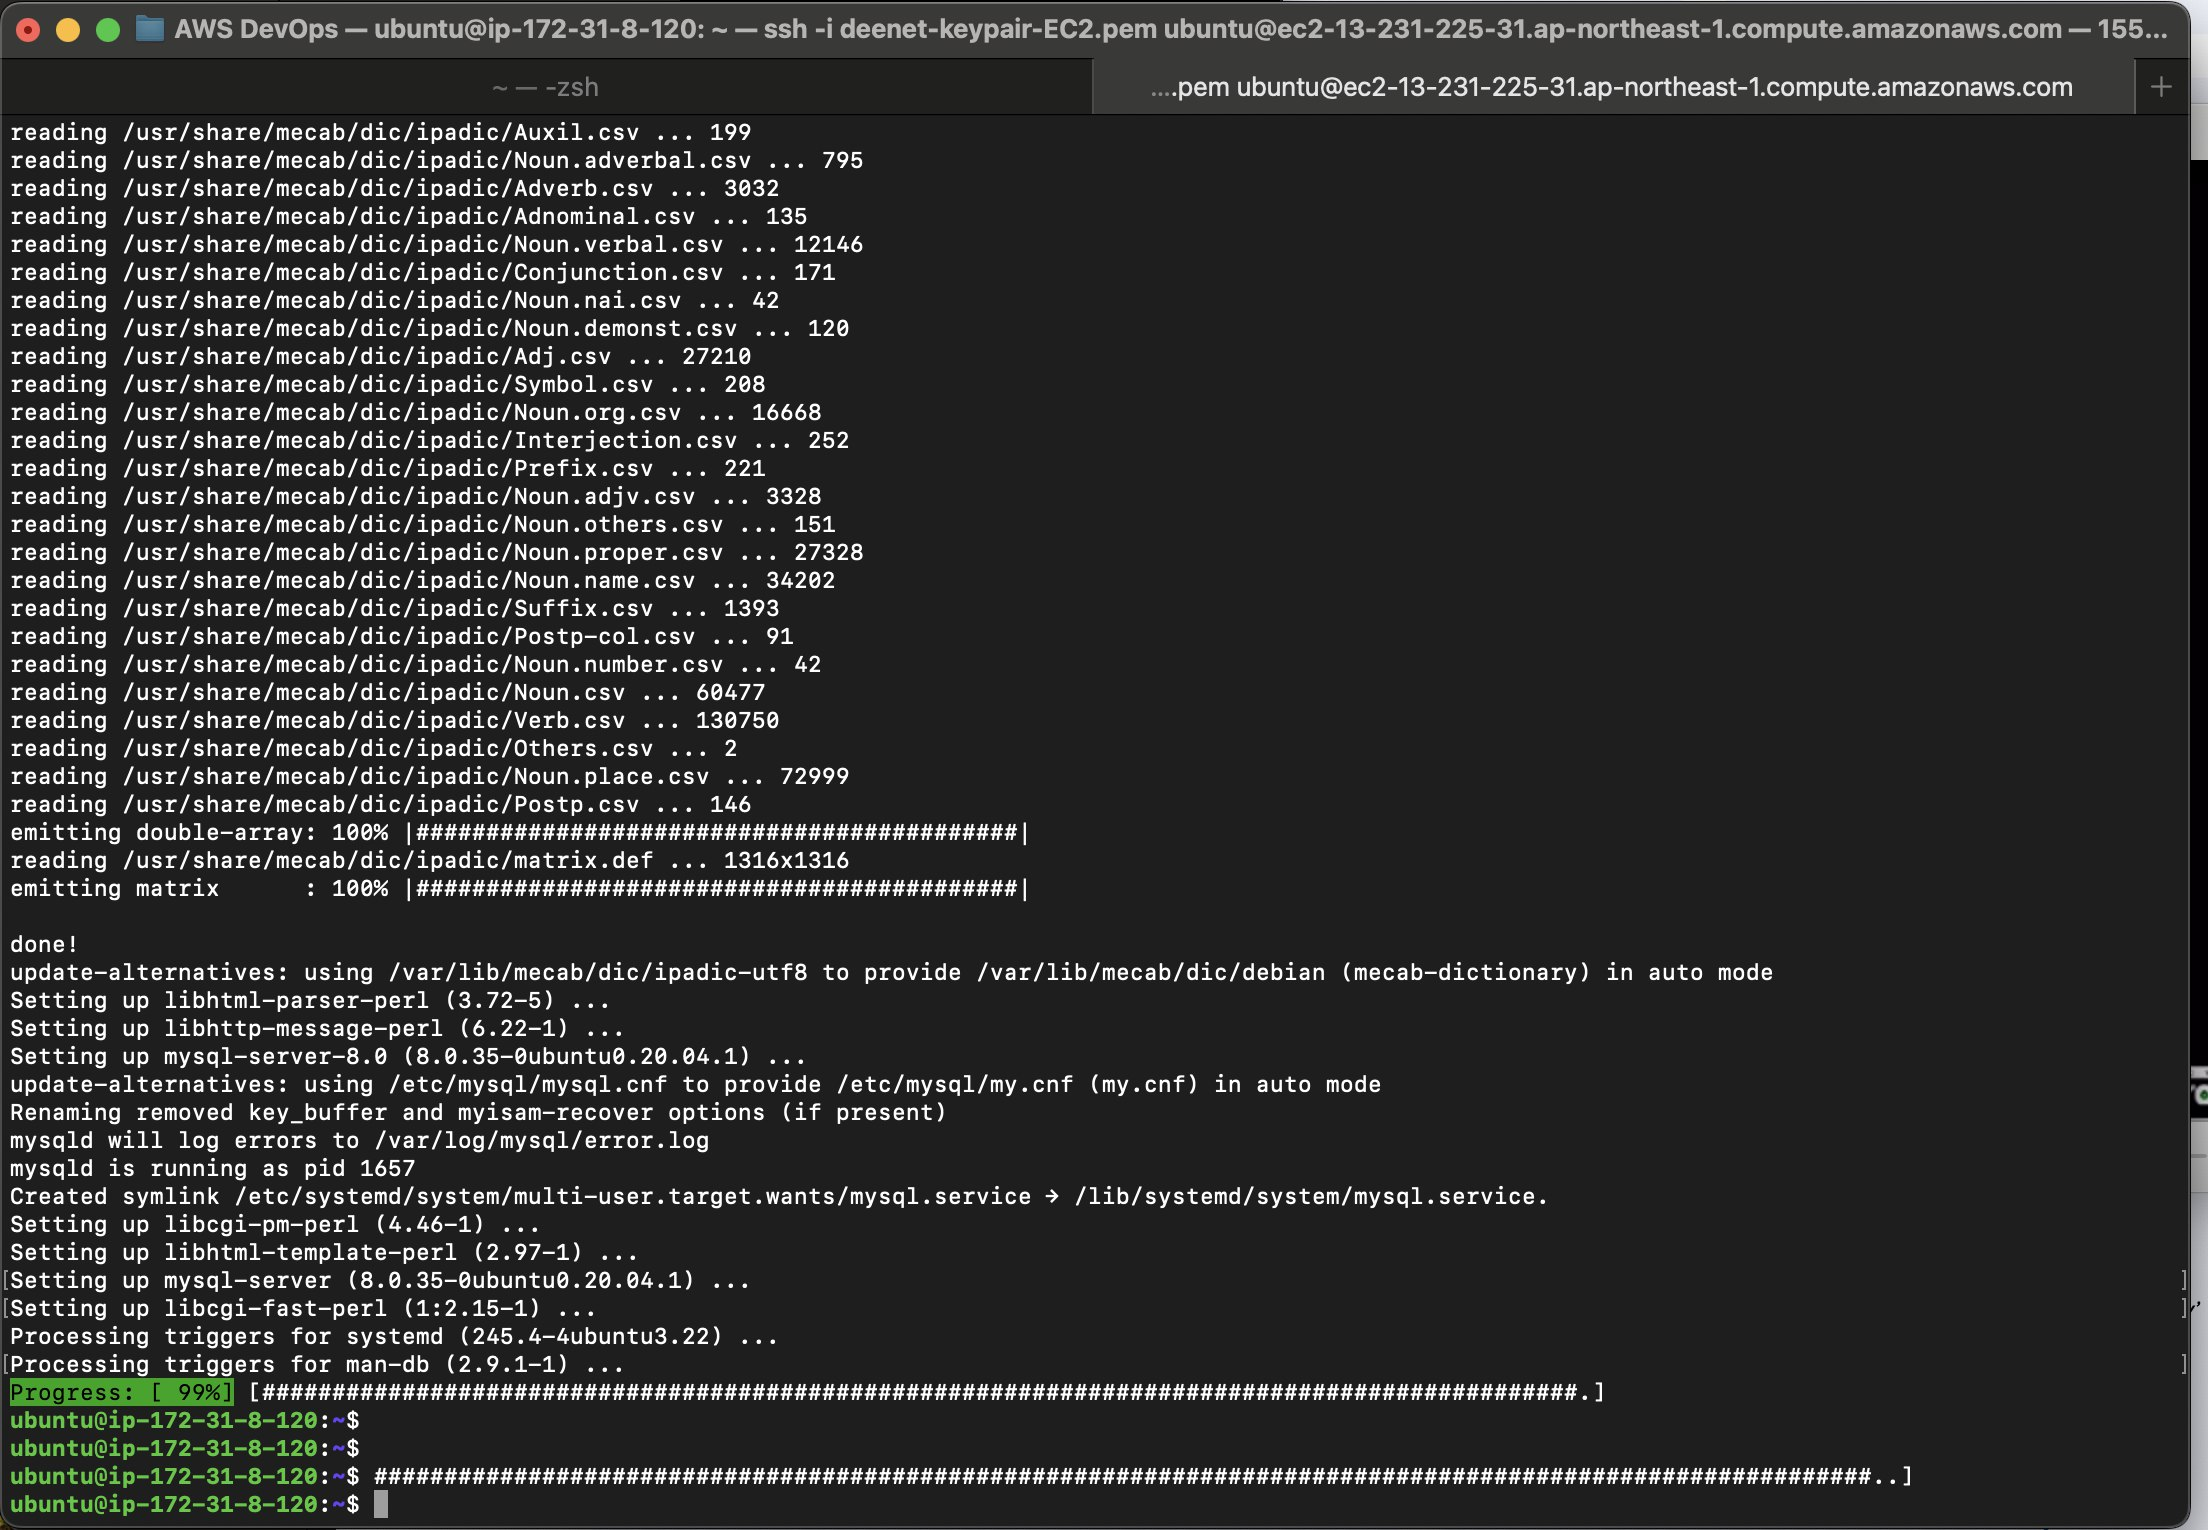 AWS DevOps — ubuntu@ip-172-31-8-120: ~ — ssh -i deenet-keypair-EC2.pem ubuntu@ec2-13-231-225-31.ap-northeast-1.compute.amazonaws.com — 155...
~ — -zsh
....pem ubuntu@ec2-13-231-225-31.ap-northeast-1.compute.amazonaws.com
+
reading /usr/share/mecab/dic/ipadic/Auxil.csv ... 199
reading /usr/share/mecab/dic/ipadic/Noun.adverbal.csv ... 795
reading /usr/share/mecab/dic/ipadic/Adverb.csv ... 3032
reading /usr/share/mecab/dic/ipadic/Adnominal.csv ... 135
reading /usr/share/mecab/dic/ipadic/Noun.verbal.csv ... 12146
reading /usr/share/mecab/dic/ipadic/Conjunction.csv ... 171
reading /usr/share/mecab/dic/ipadic/Noun.nai.csv ... 42
reading /usr/share/mecab/dic/ipadic/Noun.demonst.csv ... 120
reading /usr/share/mecab/dic/ipadic/Adj.csv ... 27210
reading /usr/share/mecab/dic/ipadic/Symbol.csv ... 208
reading /usr/share/mecab/dic/ipadic/Noun.org.csv ... 16668
reading /usr/share/mecab/dic/ipadic/Interjection.csv ... 252
reading /usr/share/mecab/dic/ipadic/Prefix.csv ... 221
reading /usr/share/mecab/dic/ipadic/Noun.adjv.csv ... 3328
reading /usr/share/mecab/dic/ipadic/Noun.others.csv ... 151
reading /usr/share/mecab/dic/ipadic/Noun.proper.csv ... 27328
reading /usr/share/mecab/dic/ipadic/Noun.name.csv ... 34202
reading /usr/share/mecab/dic/ipadic/Suffix.csv ... 1393
reading /usr/share/mecab/dic/ipadic/Postp-col.csv ... 91
reading /usr/share/mecab/dic/ipadic/Noun.number.csv ... 42
reading /usr/share/mecab/dic/ipadic/Noun.csv ... 60477
reading /usr/share/mecab/dic/ipadic/Verb.csv ... 130750
reading /usr/share/mecab/dic/ipadic/Others.csv ... 2
reading /usr/share/mecab/dic/ipadic/Noun.place.csv ... 72999
reading /usr/share/mecab/dic/ipadic/Postp.csv ... 146
emitting double-array: 100% |###########################################|
reading /usr/share/mecab/dic/ipadic/matrix.def ... 1316x1316
emitting matrix      : 100% |###########################################|
done!
update-alternatives: using /var/lib/mecab/dic/ipadic-utf8 to provide /var/lib/mecab/dic/debian (mecab-dictionary) in auto mode
Setting up libhtml-parser-perl (3.72-5) ...
Setting up libhttp-message-perl (6.22-1) ...
Setting up mysql-server-8.0 (8.0.35-0ubuntu0.20.04.1) ...
update-alternatives: using /etc/mysql/mysql.cnf to provide /etc/mysql/my.cnf (my.cnf) in auto mode
Renaming removed key_buffer and myisam-recover options (if present)
mysqld will log errors to /var/log/mysql/error.log
mysqld is running as pid 1657
Created symlink /etc/systemd/system/multi-user.target.wants/mysql.service → /lib/systemd/system/mysql.service.
Setting up libcgi-pm-perl (4.46-1) ...
Setting up libhtml-template-perl (2.97-1) ...
[Setting up mysql-server (8.0.35-0ubuntu0.20.04.1) ... ]
[Setting up libcgi-fast-perl (1:2.15-1) ... ]
Processing triggers for systemd (245.4-4ubuntu3.22) ...
[Processing triggers for man-db (2.9.1-1) ... ]
Progress: [ 99%] [##############################################################################################.]
ubuntu@ip-172-31-8-120:~$
ubuntu@ip-172-31-8-120:~$
ubuntu@ip-172-31-8-120:~$ ###########################################################################################################..]
ubuntu@ip-172-31-8-120:~$